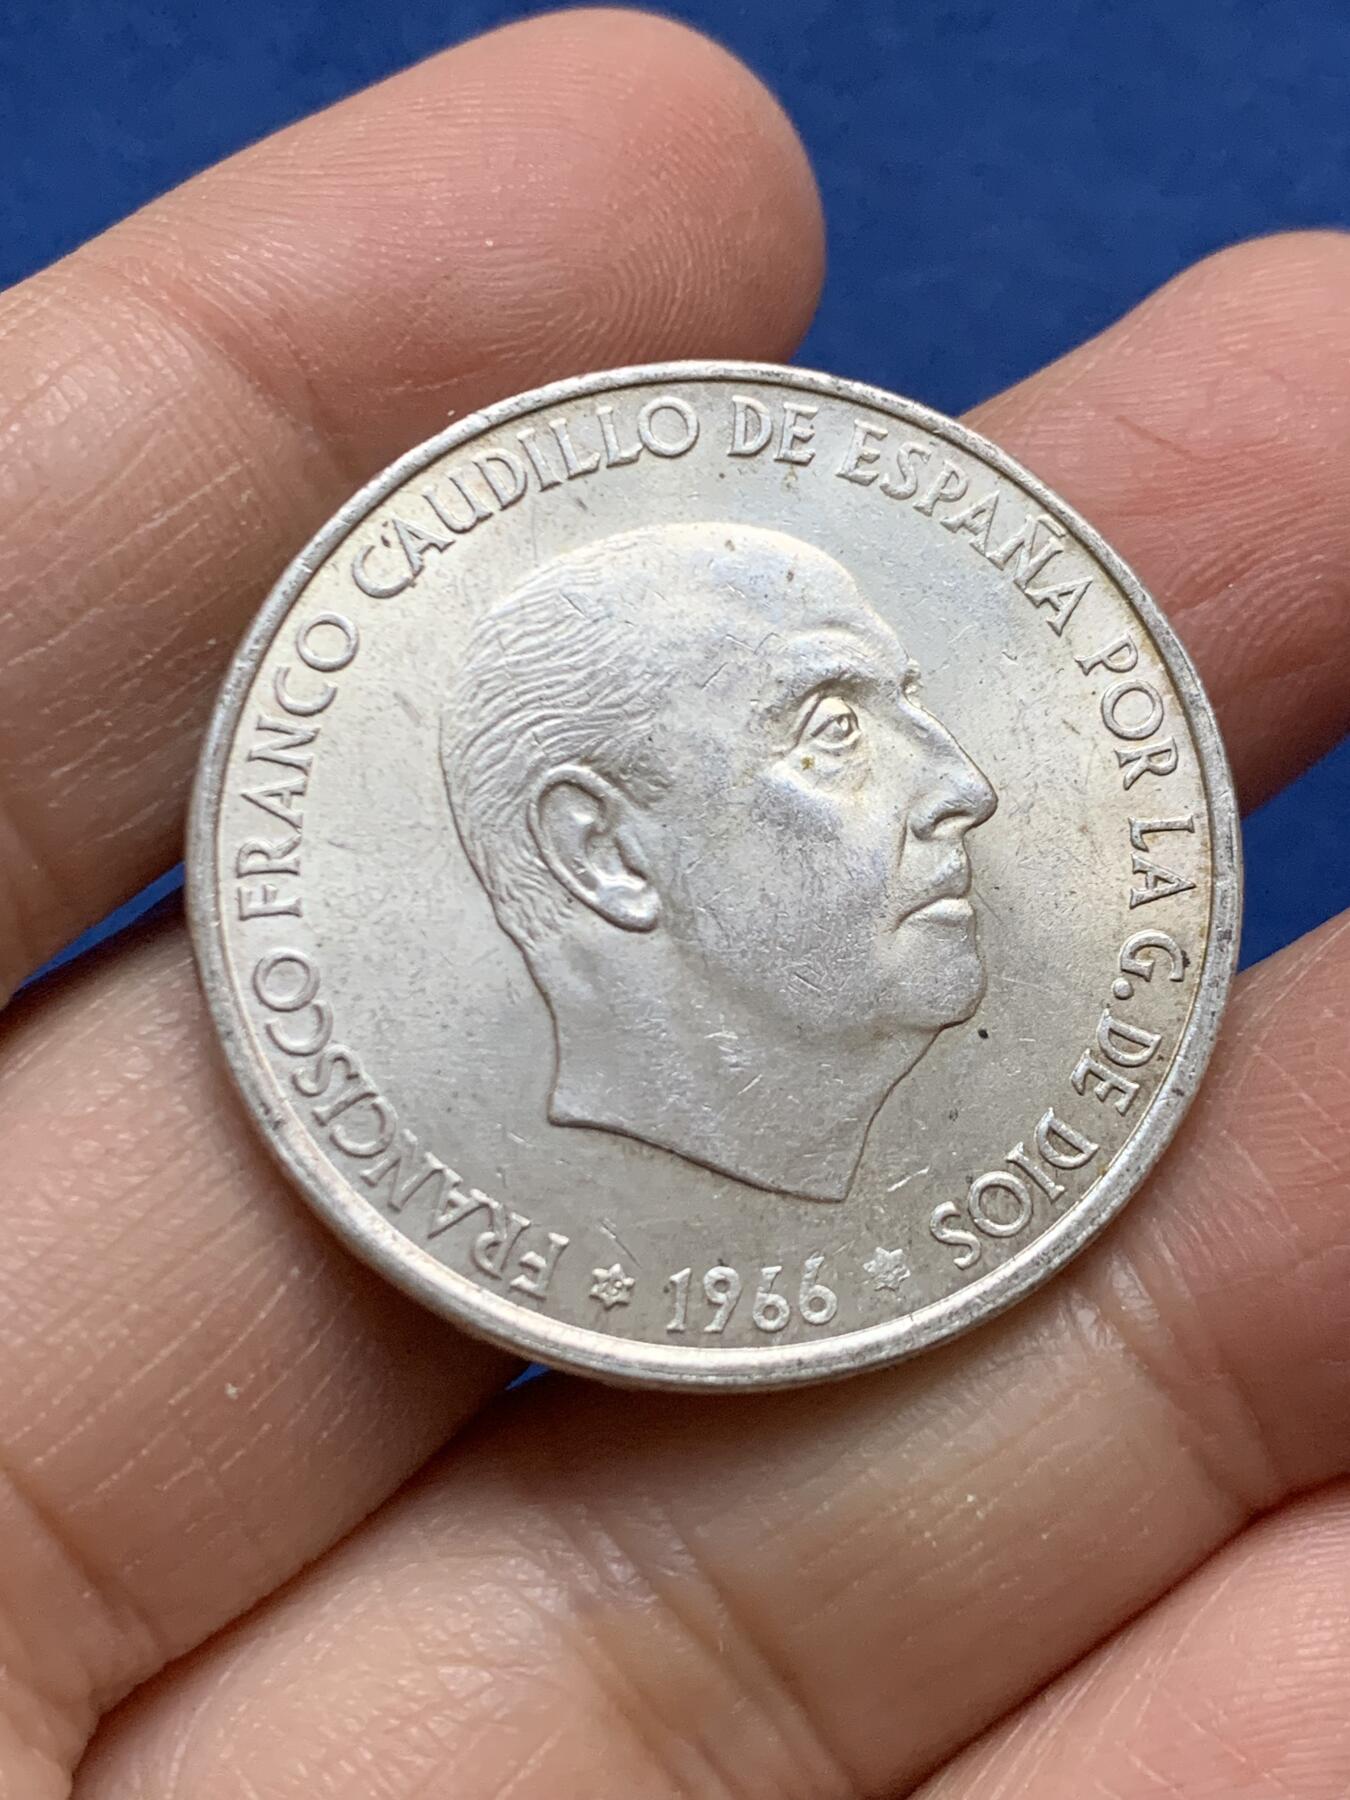 FRANCISCO FRANCO CAUDILLO DE ESPAÑA POR LA G. DE DIOS
1966